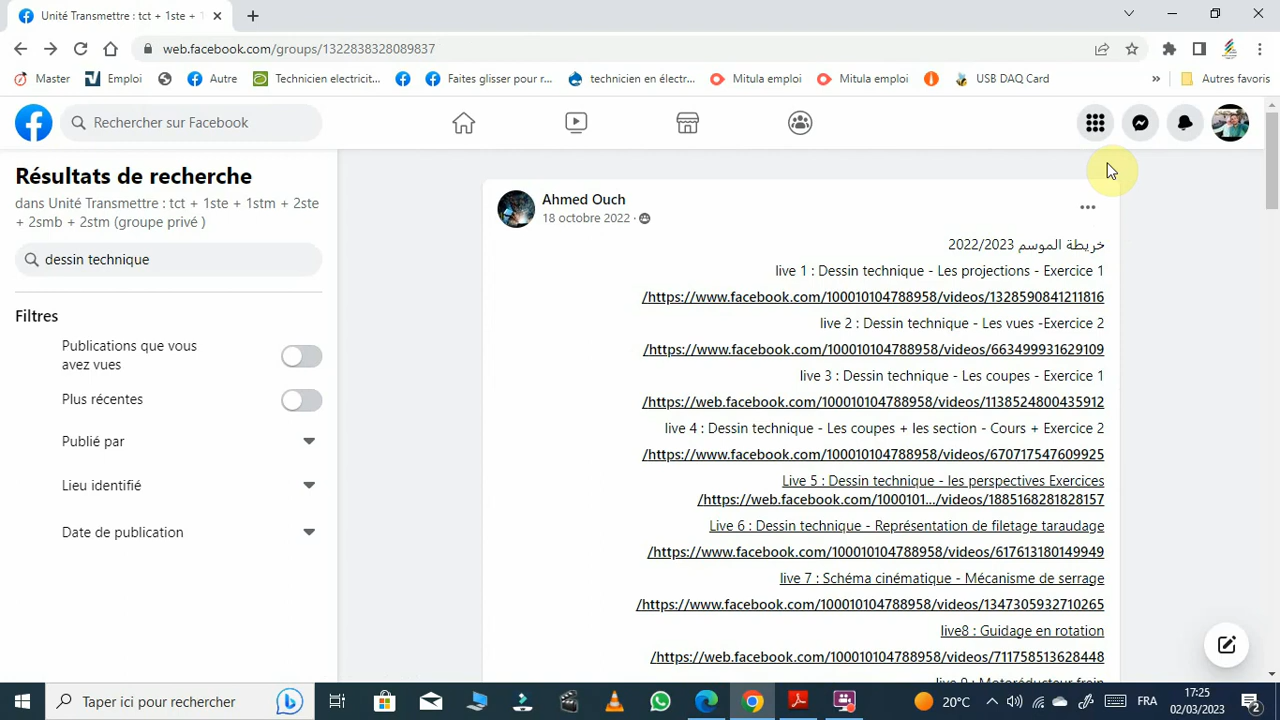 Unité Transmettre : tct + 1ste + 1
web.facebook.com/groups/1322838328089837
Master
Emploi
Autre
Technicien electricit...
Faites glisser pour r...
technicien en électr...
Mitula emploi
Mitula emploi
USB DAQ Card
»
Autres favoris
Rechercher sur Facebook
Résultats de recherche
dans Unité Transmettre : tct + 1ste + 1stm + 2ste
+ 2smb + 2stm (groupe privé )
dessin technique
Filtres
Publications que vous
avez vues
Plus récentes
Publié par
Lieu identifié
Date de publication
Ahmed Ouch
18 octobre 2022 ·
خريطة الموسم 2022/2023
live 1 : Dessin technique - Les projections - Exercice 1
/https://www.facebook.com/100010104788958/videos/1328590841211816
live 2 : Dessin technique - Les vues -Exercice 2
/https://www.facebook.com/100010104788958/videos/663499931629109
live 3 : Dessin technique - Les coupes - Exercice 1
/https://web.facebook.com/100010104788958/videos/1138524800435912
live 4 : Dessin technique - Les coupes + les section - Cours + Exercice 2
/https://www.facebook.com/100010104788958/videos/670717547609925
Live 5 : Dessin technique - les perspectives Exercices
/https://web.facebook.com/1000101.../videos/1885168281828157
Live 6 : Dessin technique - Représentation de filetage taraudage
/https://www.facebook.com/100010104788958/videos/617613180149949
live 7 : Schéma cinématique - Mécanisme de serrage
/https://www.facebook.com/100010104788958/videos/1347305932710265
live8 : Guidage en rotation
/https://web.facebook.com/100010104788958/videos/711758513628448
live 9 : Motoréducteur frein
Taper ici pour rechercher
20°C
FRA
17:25
02/03/2023
2